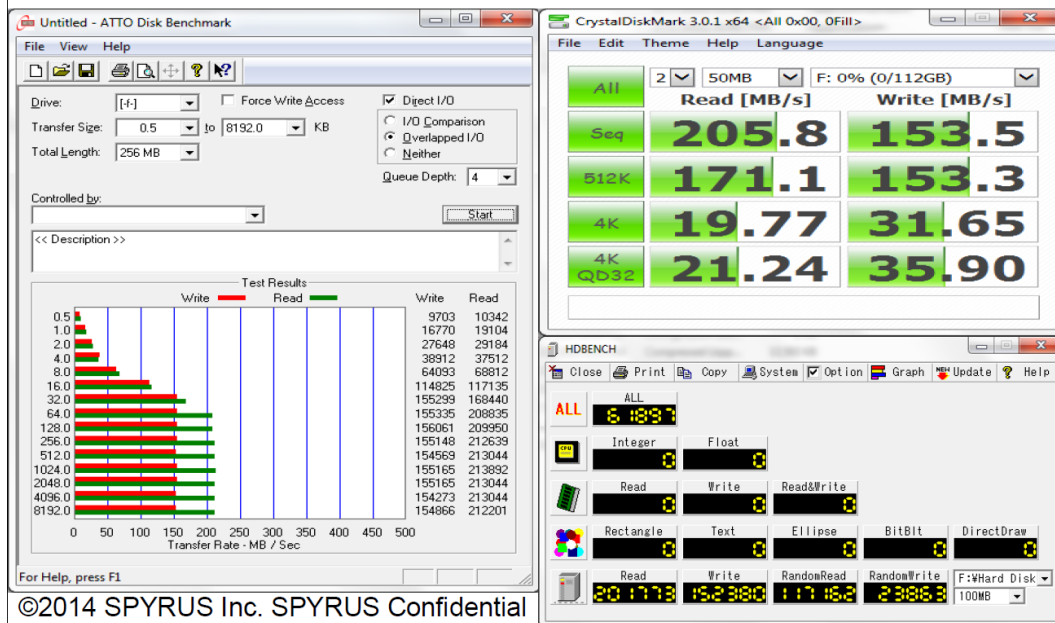 Untitled - ATTO Disk Benchmark
File View Help
Drive: [-f-] Force Write Access Direct I/O
Transfer Size: 0.5 to 8192.0 KB
I/O Comparison
Overlapped I/O
Total Length: 256 MB
Neither
Queue Depth: 4
Controlled by:
Start
<< Description >>
Test Results
Write Read Write Read
0.5 9703 10342
1.0 16770 19104
2.0 27648 29184
4.0 38912 37512
8.0 64093 68812
16.0 114825 117135
32.0 155299 168440
64.0 155335 208835
128.0 156061 209950
256.0 155148 212639
512.0 154569 213044
1024.0 155165 213892
2048.0 155165 213044
4096.0 154273 213044
8192.0 154866 212201
0 50 100 150 200 250 300 350 400 450 500
Transfer Rate - MB / Sec
For Help, press F1
©2014 SPYRUS Inc. SPYRUS Confidential
CrystalDiskMark 3.0.1 x64 <All 0x00, 0Fill>
File Edit Theme Help Language
All 2 50MB F: 0% (0/112GB)
Read [MB/s] Write [MB/s]
Seq 205.8 153.5
512K 171.1 153.3
4K 19.77 31.65
4K QD32 21.24 35.90
HDBENCH
Close Print Copy System Option Graph NEW Update Help
ALL
ALL 61897
Integer Float
CPU 0 0
Read Write Read&Write
0 0 0
Rectangle Text Ellipse BitBlt DirectDraw
0 0 0 0 0
Read Write RandomRead RandomWrite F:¥Hard Disk
201773 152380 117162 23863 100MB